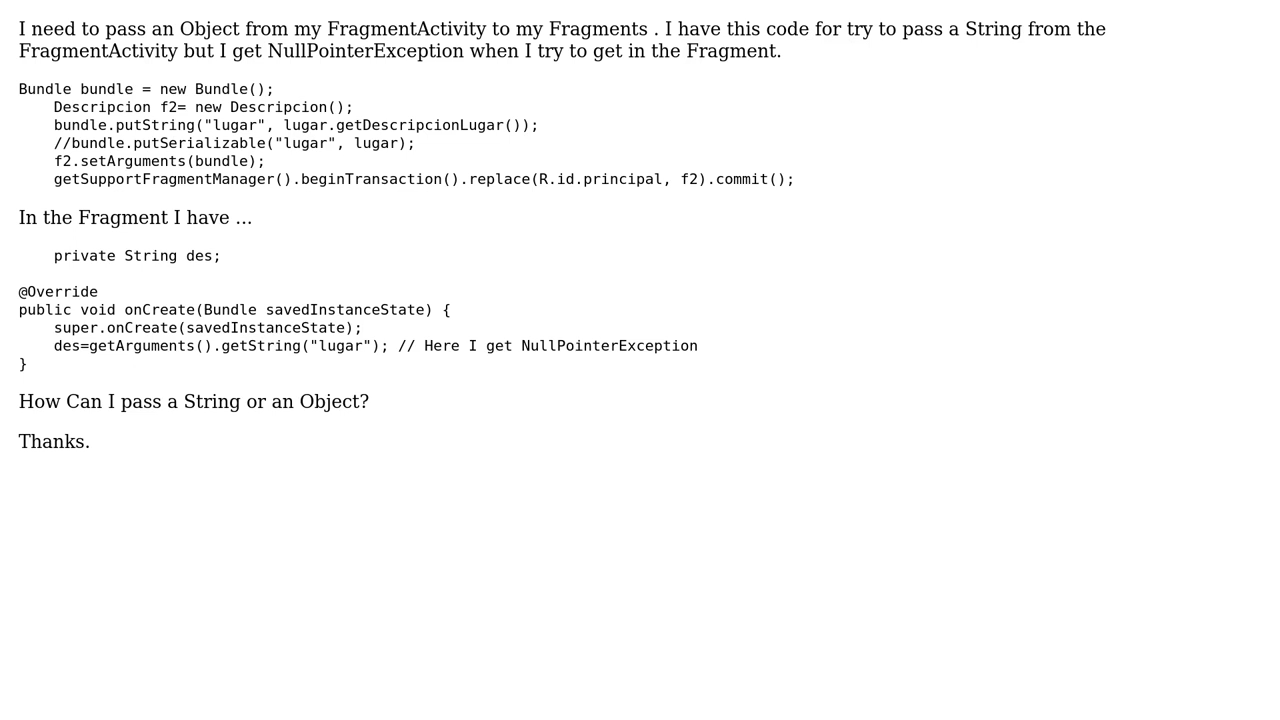 I need to pass an Object from my FragmentActivity to my Fragments . I have this code for try to pass a String from the
FragmentActivity but I get NullPointerException when I try to get in the Fragment.
Bundle bundle = new Bundle();
    Descripcion f2= new Descripcion();
    bundle.putString("lugar", lugar.getDescripcionLugar());
    //bundle.putSerializable("lugar", lugar);
    f2.setArguments(bundle);
    getSupportFragmentManager().beginTransaction().replace(R.id.principal, f2).commit();
In the Fragment I have ...
    private String des;
@Override
public void onCreate(Bundle savedInstanceState) {
    super.onCreate(savedInstanceState);
    des=getArguments().getString("lugar"); // Here I get NullPointerException
}
How Can I pass a String or an Object?
Thanks.